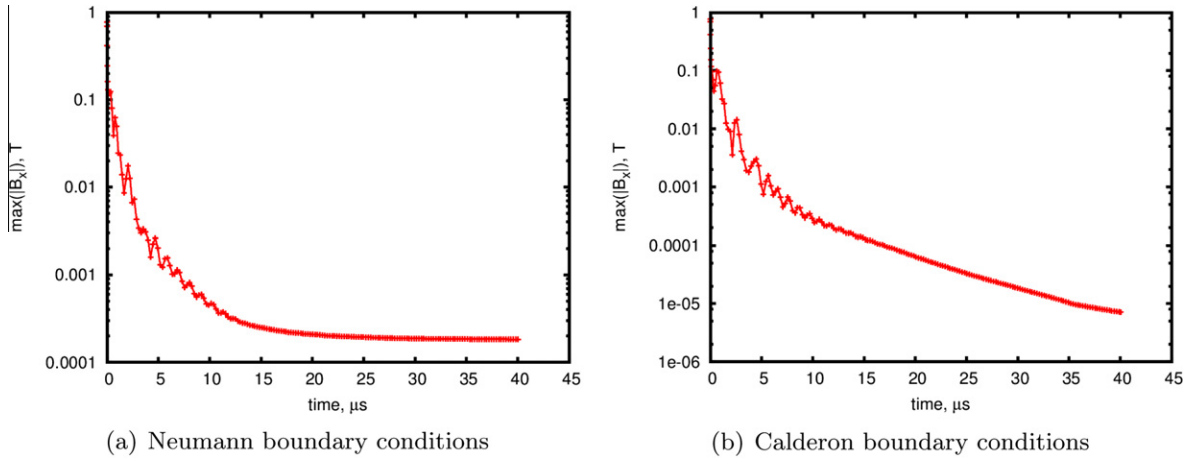 1
0.1
0.01
0.001
0.0001
max(|Bx|), T
0 5 10 15 20 25 30 35 40 45
time, μs
(a) Neumann boundary conditions
1
0.1
0.01
0.001
0.0001
1e-05
1e-06
max(|Bx|), T
0 5 10 15 20 25 30 35 40 45
time, μs
(b) Calderon boundary conditions